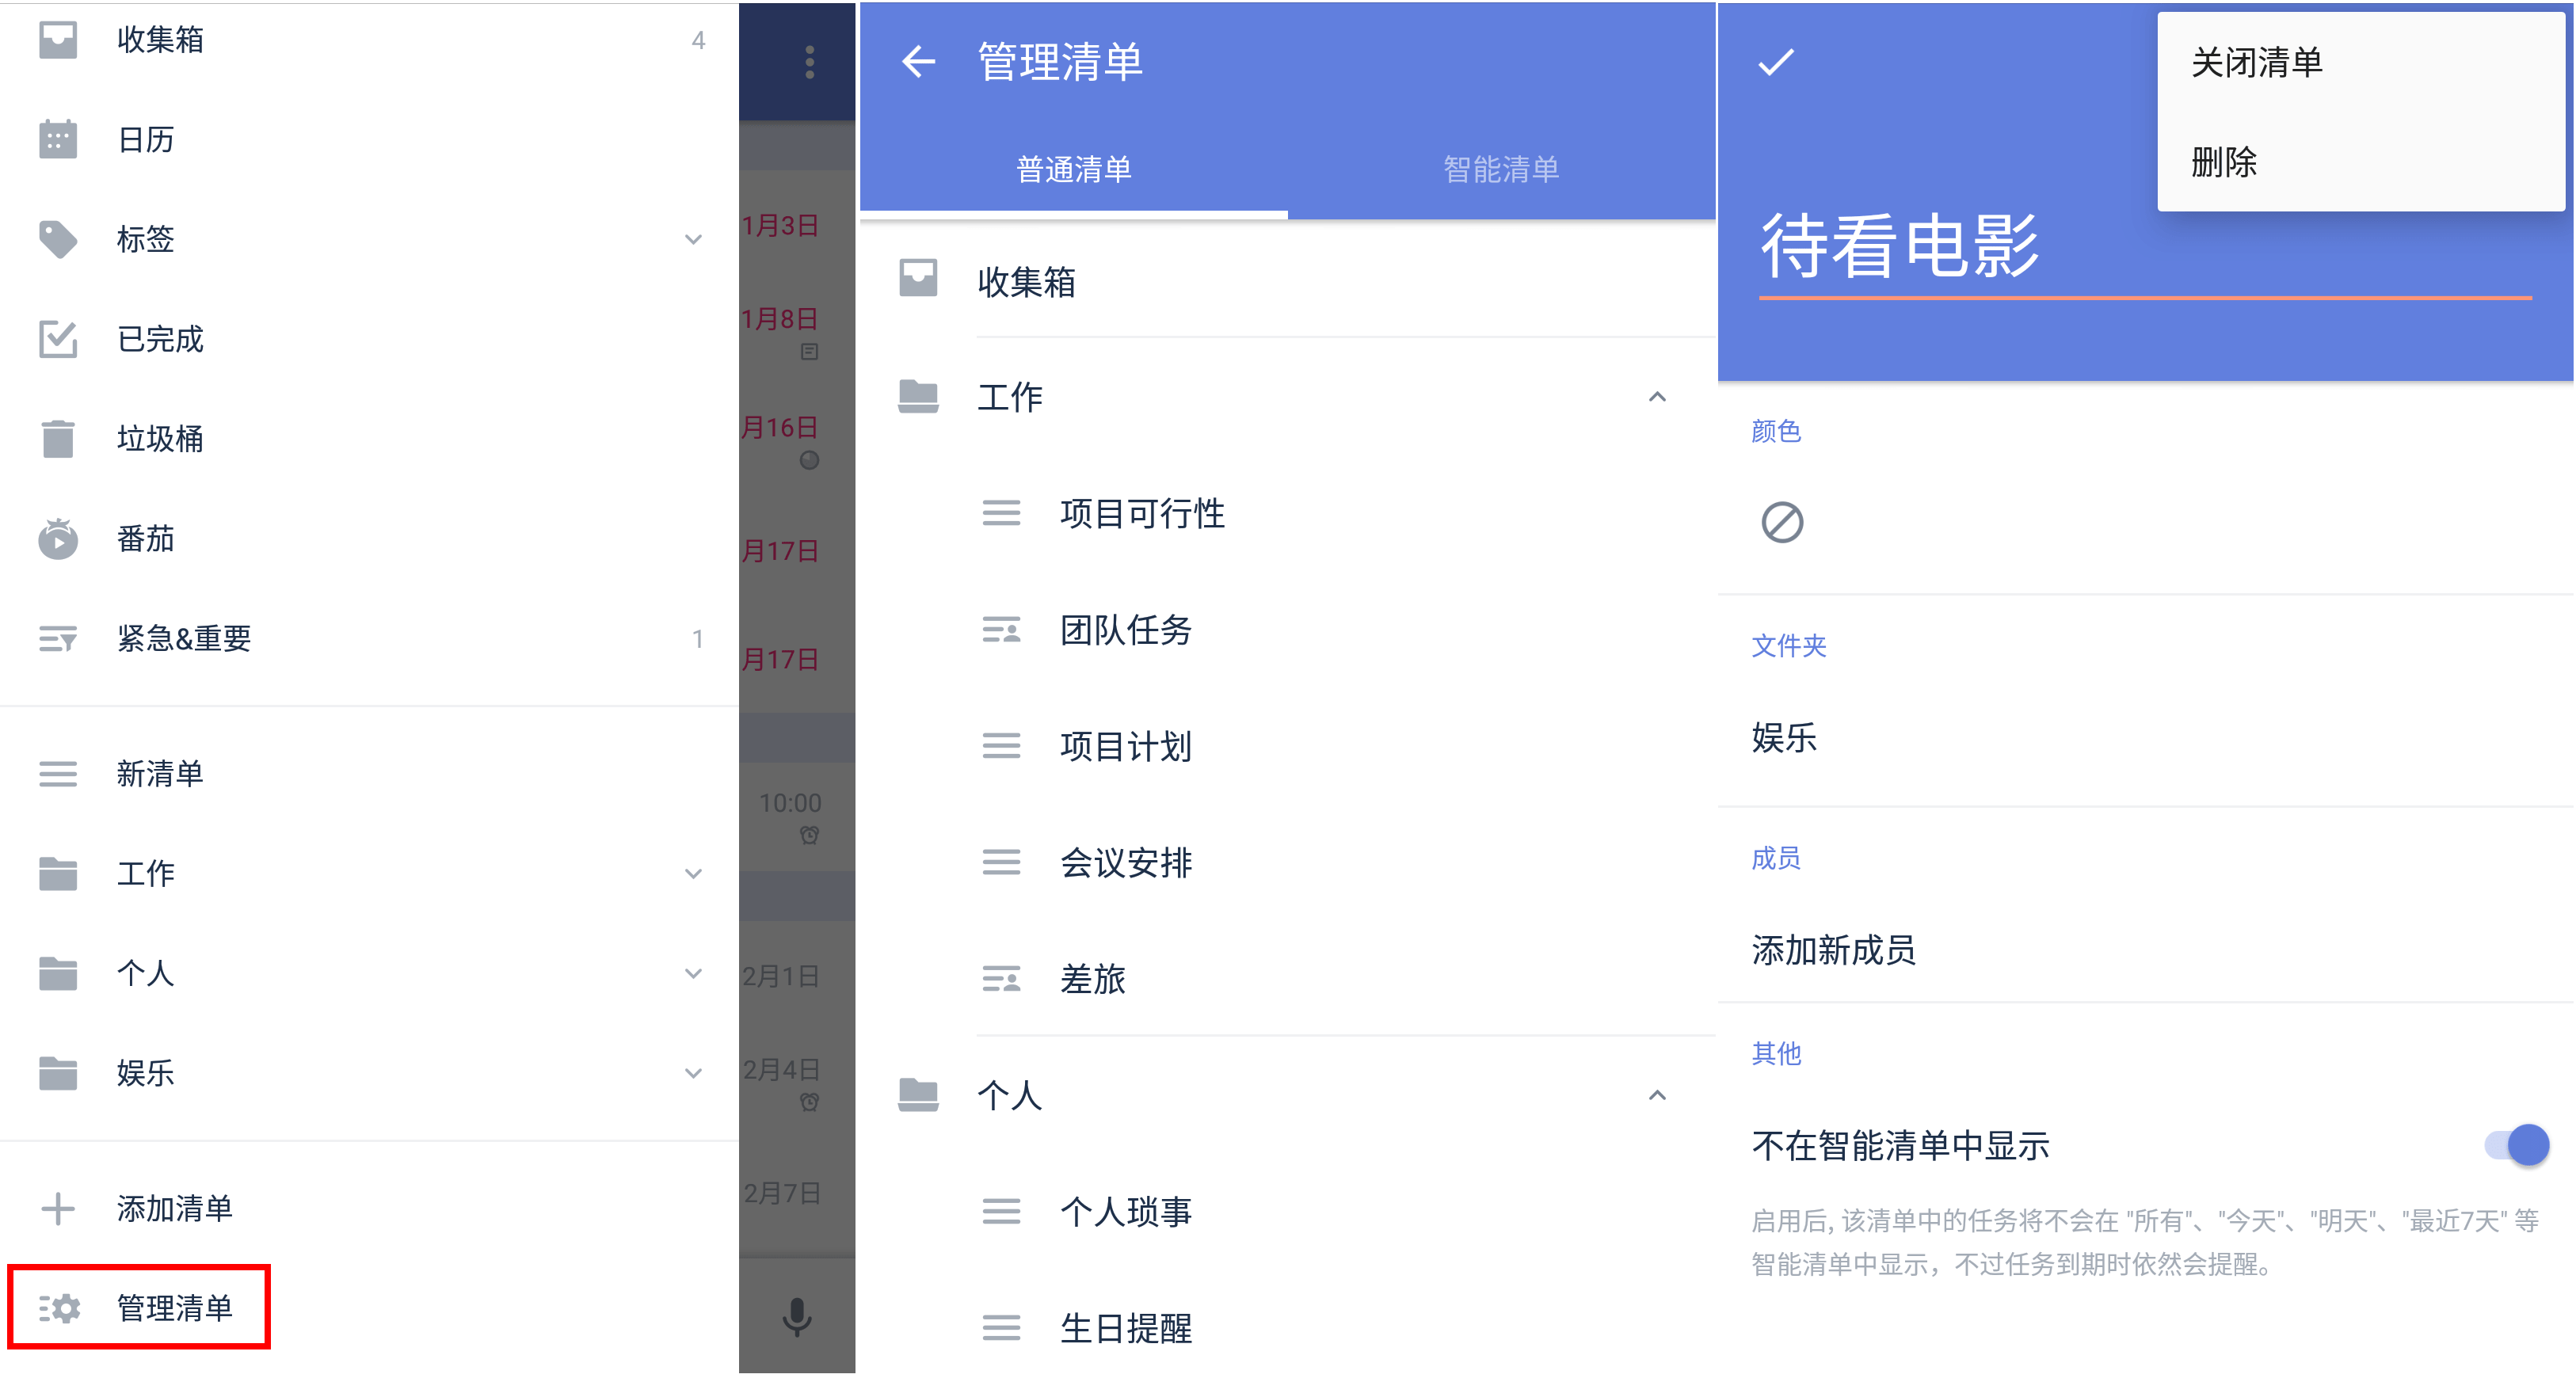 收集箱
4
日历
标签
已完成
垃圾桶
番茄
紧急&重要
1
新清单
工作
个人
娱乐
添加清单
管理清单
1月3日
1月8日
月16日
月17日
月17日
10:00
2月1日
2月4日
2月7日
管理清单
普通清单
智能清单
收集箱
工作
项目可行性
团队任务
项目计划
会议安排
差旅
个人
个人琐事
生日提醒
关闭清单
删除
待看电影
颜色
文件夹
娱乐
成员
添加新成员
其他
不在智能清单中显示
启用后, 该清单中的任务将不会在 "所有"、"今天"、"明天"、"最近7天" 等
智能清单中显示，不过任务到期时依然会提醒。